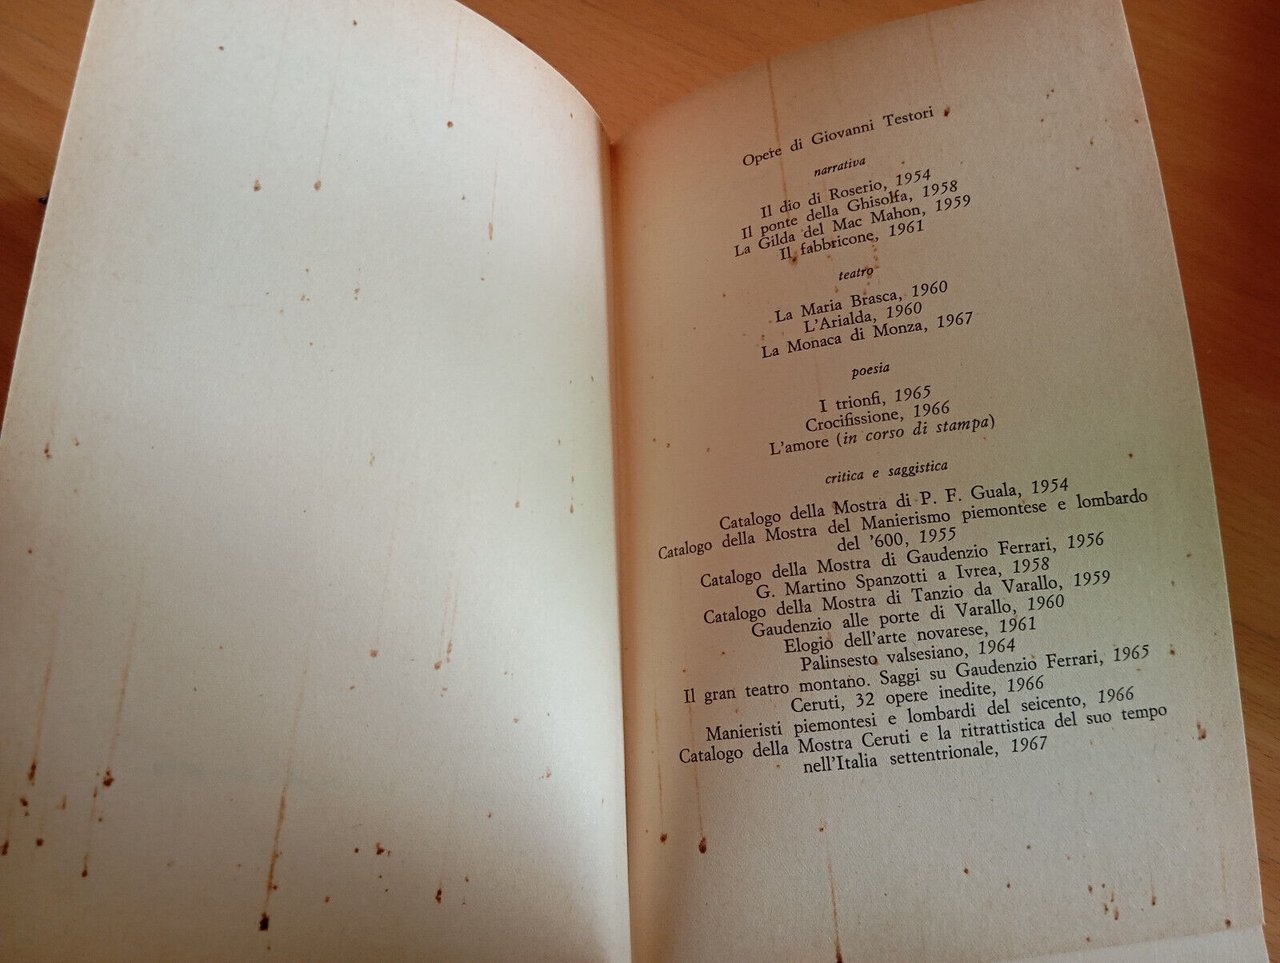 Opere di Giovanni Testori
narrativa
Il dio di Roserio, 1954
Il ponte della Ghisolfa, 1958
La Gilda del Mac Mahon, 1959
Il fabbricone, 1961
teatro
La Maria Brasca, 1960
L'Arialda, 1960
La Monaca di Monza, 1967
poesia
I trionfi, 1965
Crocifissione, 1966
L'amore (in corso di stampa)
critica e saggistica
Catalogo della Mostra di P. F. Guala, 1954
Catalogo della Mostra del Manierismo piemontese e lombardo
del '600, 1955
Catalogo della Mostra di Gaudenzio Ferrari, 1956
G. Martino Spanzotti a Ivrea, 1958
Catalogo della Mostra di Tanzio da Varallo, 1959
Gaudenzio alle porte di Varallo, 1960
Elogio dell'arte novarese, 1961
Palinsesto valsesiano, 1964
Il gran teatro montano. Saggi su Gaudenzio Ferrari, 1965
Ceruti, 32 opere inedite, 1966
Manieristi piemontesi e lombardi del seicento, 1966
Catalogo della Mostra Ceruti e la ritrattistica del suo tempo
nell'Italia settentrionale, 1967